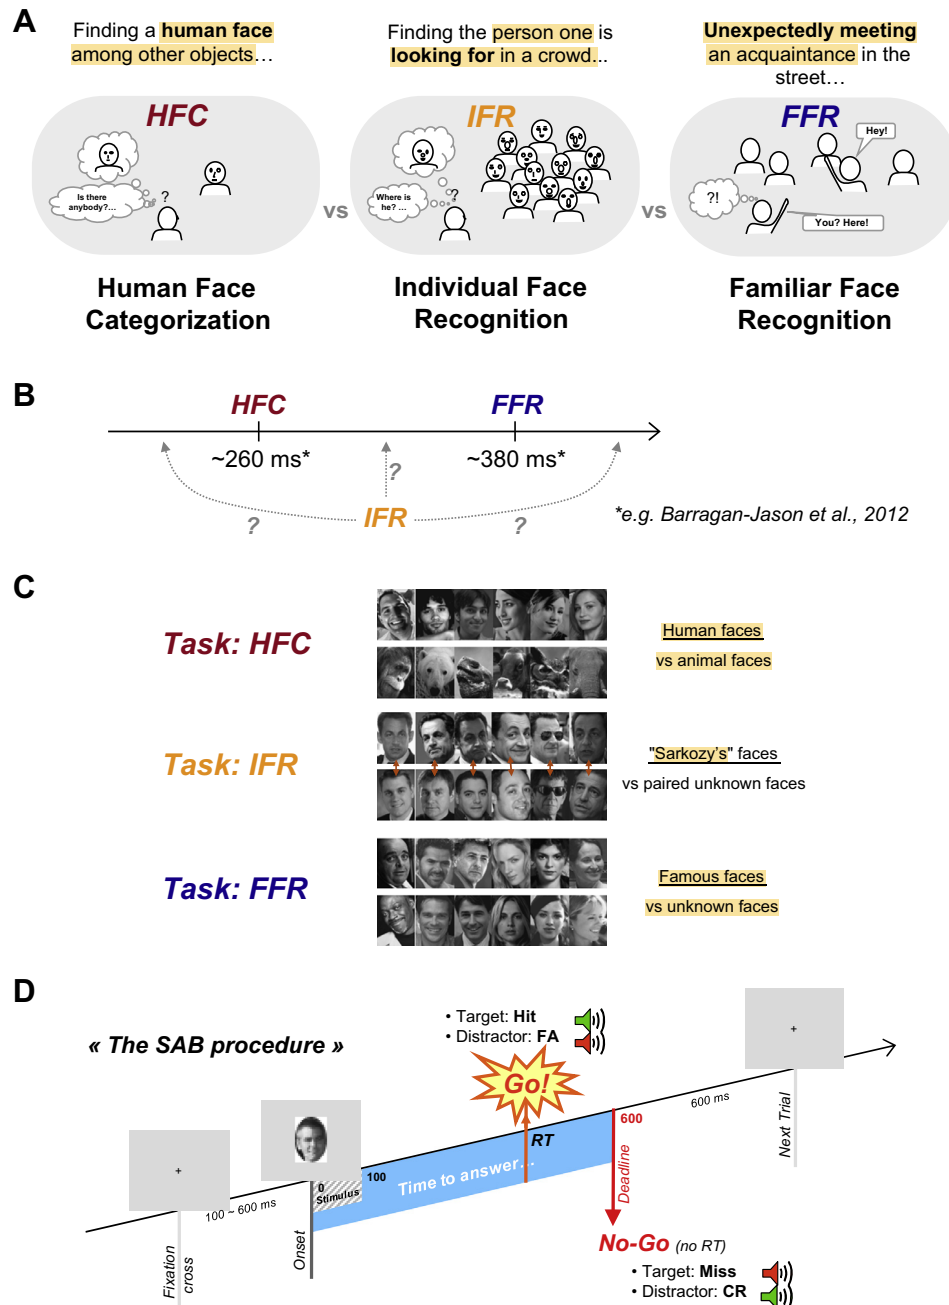 A
Finding a human face
among other objects…
Finding the person one is
looking for in a crowd...
Unexpectedly meeting
an acquaintance in the
street…
HFC
IFR
FFR
Is there
anybody?…
?
Where is
he? …
?
Hey!
?!
You? Here!
vs
vs
Human Face
Categorization
Individual Face
Recognition
Familiar Face
Recognition
B
HFC
FFR
~260 ms*
~380 ms*
?
IFR
?
?
*e.g. Barragan-Jason et al., 2012
C
Task: HFC
Human faces
vs animal faces
Task: IFR
"Sarkozy's" faces
vs paired unknown faces
Task: FFR
Famous faces
vs unknown faces
D
« The SAB procedure »
• Target: Hit
• Distractor: FA
Go!
RT
600 ms
Next Trial
600
Deadline
Time to answer…
100
0
Stimulus
100 ~ 600 ms
Onset
Fixation
cross
No-Go (no RT)
• Target: Miss
• Distractor: CR